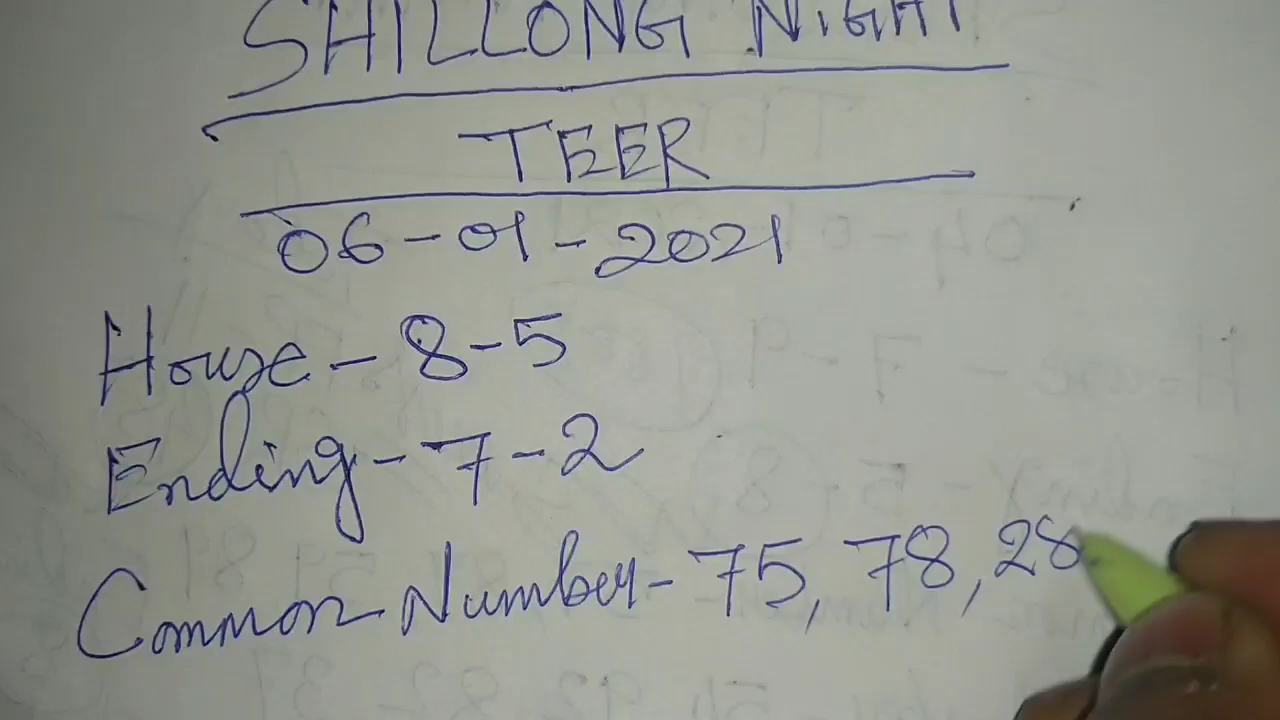 SHILLONG NIGHT
TEER
06-01-2021
House - 8-5
Ending - 7-2
Common Number - 75, 78, 28